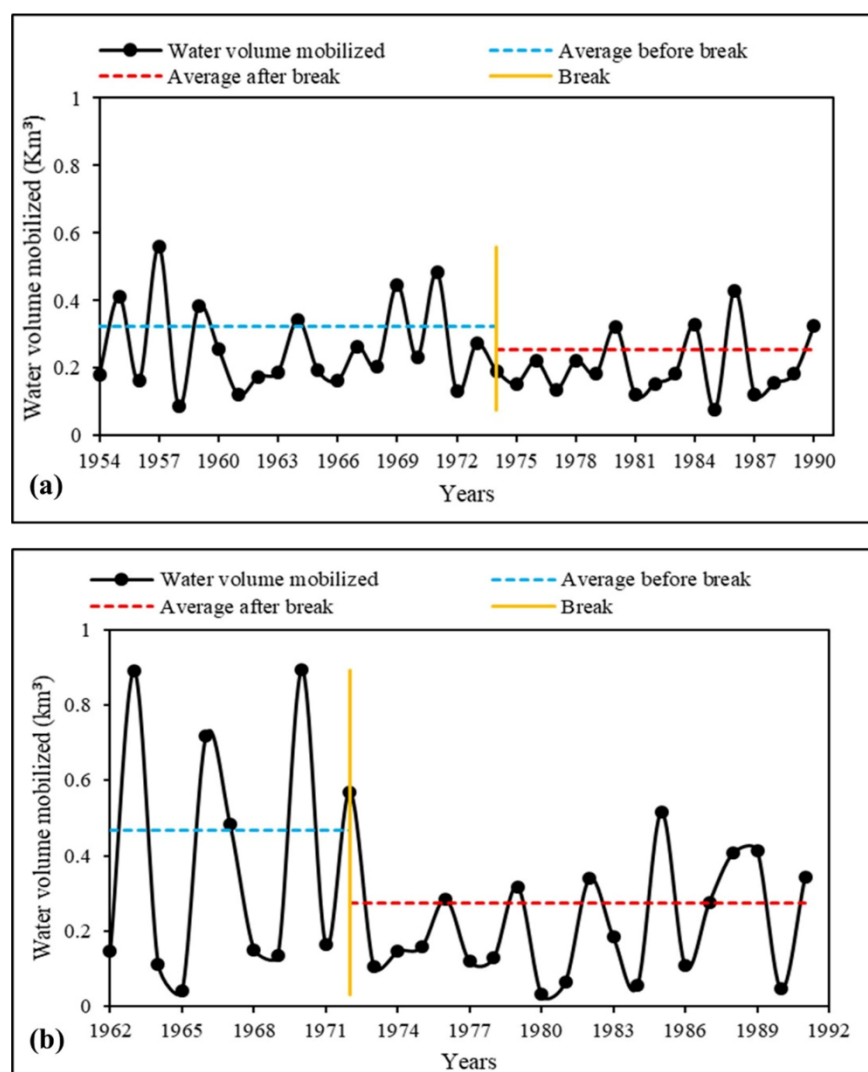 Water volume mobilized Average before break
Average after break Break
Water volume mobilized (Km³)
1
0.8
0.6
0.4
0.2
0
1954 1957 1960 1963 1966 1969 1972 1975 1978 1981 1984 1987 1990
Years
(a)
Water volume mobilized Average before break
Average after break Break
Water volume mobilized (km³)
1
0.8
0.6
0.4
0.2
0
1962 1965 1968 1971 1974 1977 1980 1983 1986 1989 1992
Years
(b)